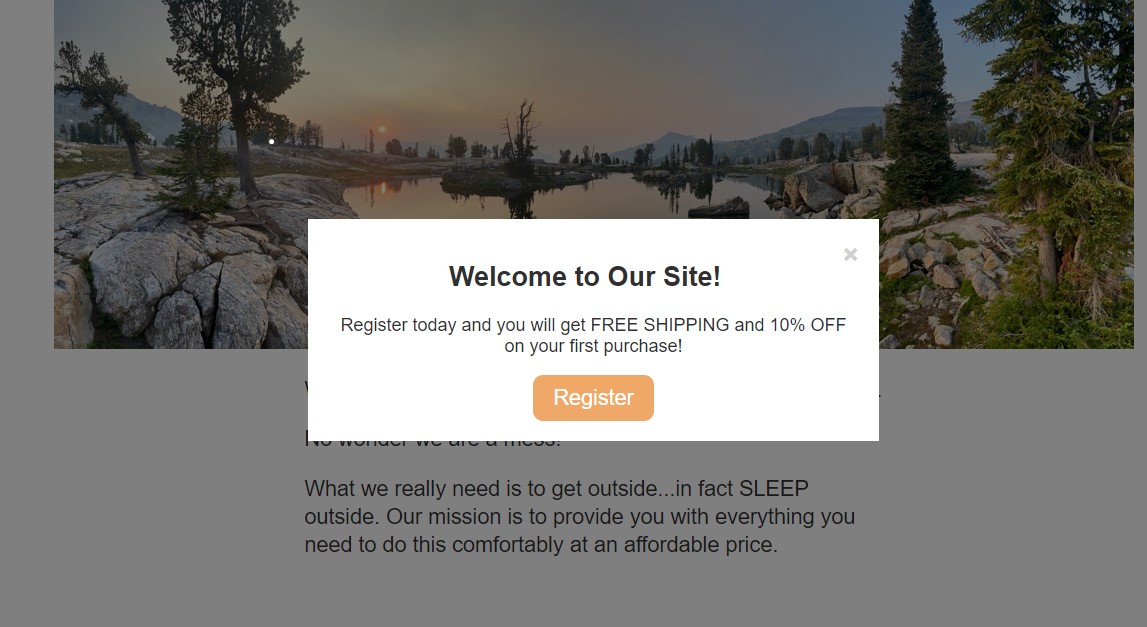 Welcome to Our Site!
Register today and you will get FREE SHIPPING and 10% OFF
on your first purchase!
Register
No wonder we are a mess!
What we really need is to get outside...in fact SLEEP
outside. Our mission is to provide you with everything you
need to do this comfortably at an affordable price.